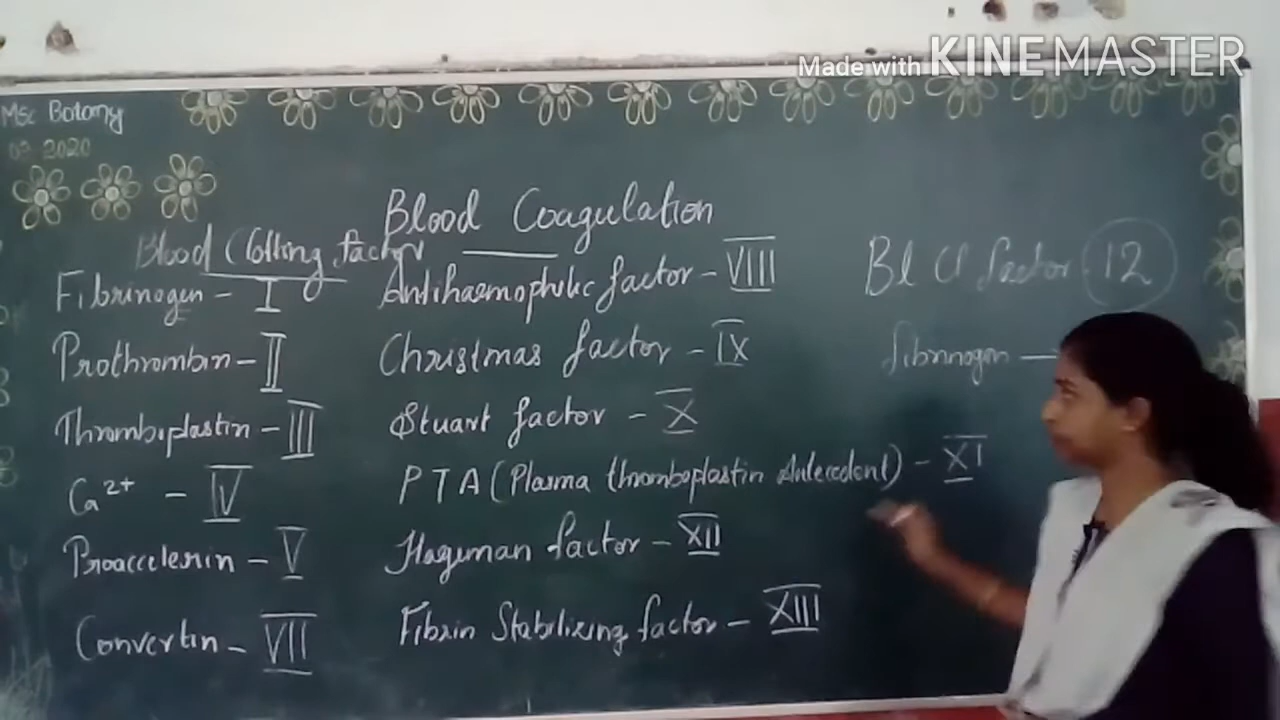 Made with KINEMASTER
MSc Botany
03 2020
Blood Coagulation
Blood Clotting factor
Fibrinogen - I
Prothrombin - II
Thromboplastin - III
Ca2+ - IV
Proaccelerin - V
Convertin - VII
Antihaemophilic factor - VIII
Christmas factor - IX
Stuart factor - X
PTA (Plasma thromboplastin Antecedent) - XI
Hageman factor - XII
Fibrin Stabilizing factor - XIII
Bl Cl factor - 12
fibrinogen —